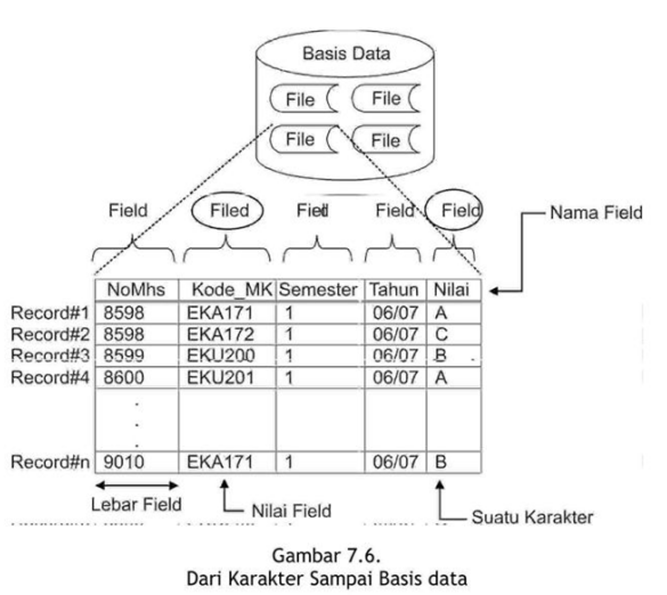 Basis Data
File File
File File
Field Filed Field Field Field
Nama Field
NoMhs Kode_MK Semester Tahun Nilai
Record#1 8598 EKA171 1 06/07 A
Record#2 8598 EKA172 1 06/07 C
Record#3 8599 EKU200 1 06/07 B
Record#4 8600 EKU201 1 06/07 A
Record#n 9010 EKA171 1 06/07 B
Lebar Field Nilai Field Suatu Karakter
Gambar 7.6.
Dari Karakter Sampai Basis data